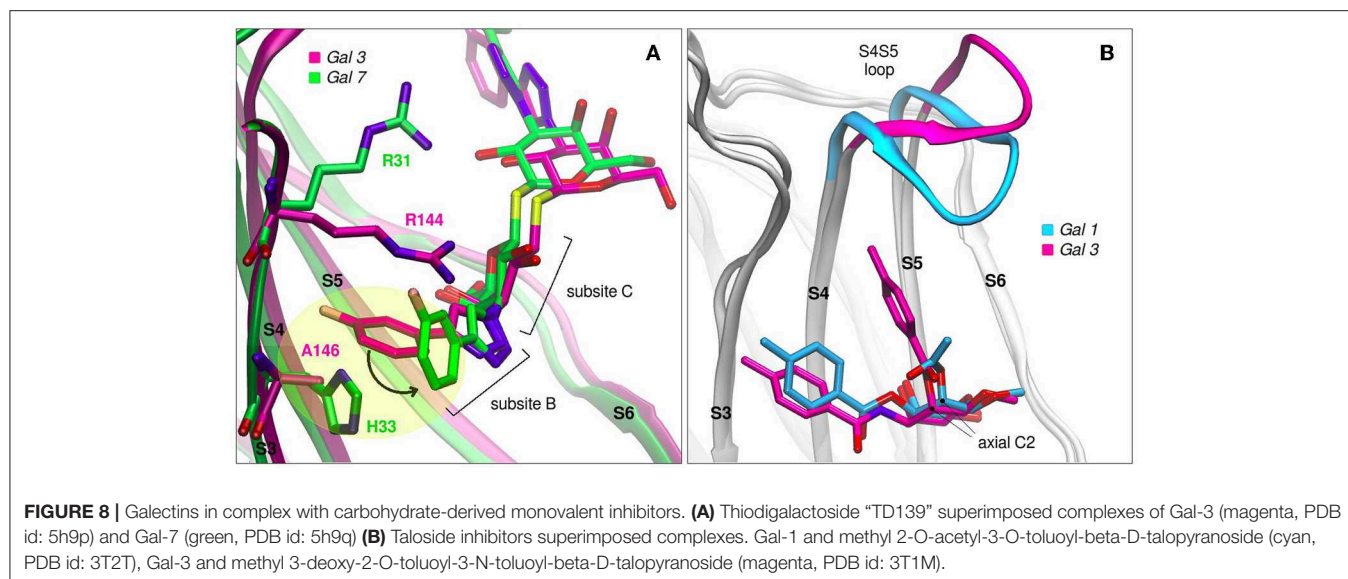 Gal 3
Gal 7
A
R31
R144
subsite C
S5
S4
A146
subsite B
H33
S3
S6
B
S4S5
loop
Gal 1
Gal 3
S5
S6
S4
S3
axial C2
FIGURE 8 | Galectins in complex with carbohydrate-derived monovalent inhibitors. (A) Thiodigalactoside “TD139” superimposed complexes of Gal-3 (magenta, PDB
id: 5h9p) and Gal-7 (green, PDB id: 5h9q) (B) Taloside inhibitors superimposed complexes. Gal-1 and methyl 2-O-acetyl-3-O-toluoyl-beta-D-talopyranoside (cyan,
PDB id: 3T2T), Gal-3 and methyl 3-deoxy-2-O-toluoyl-3-N-toluoyl-beta-D-talopyranoside (magenta, PDB id: 3T1M).